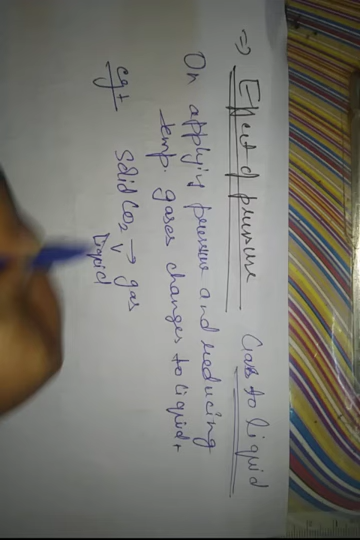 ⇒ Effect of pressure Gas to liquid
On applying pressure and reducing
temp. gases changes to liquid.
eg + Solid CO₂ → gas
liquid